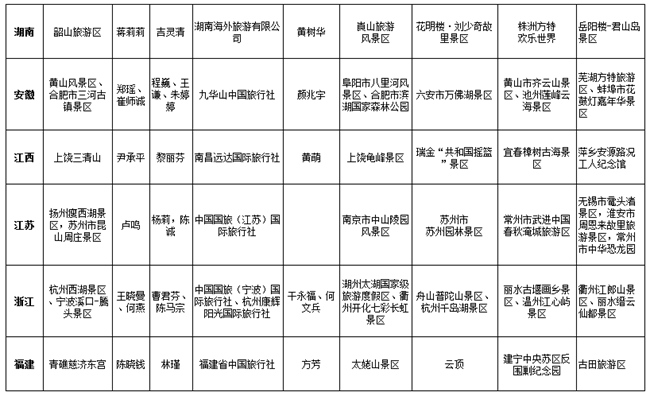 湖南
韶山旅游区
蒋莉莉
吉灵清
湖南海外旅游有限公
司
黄树华
崀山旅游
风景区
花明楼·刘少奇故
里景区
株洲方特
欢乐世界
岳阳楼-君山岛
景区
安徽
黄山风景区、
合肥市三河古
镇景区
郑瑶、
崔师诚
程巍、王
谦、朱婷
婷
九华山中国旅行社
颜兆宇
阜阳市八里河风
景区、合肥市滨
湖国家森林公园
六安市万佛湖景区
黄山市齐云山景
区、池州莲峰云
海景区
芜湖方特旅游
区、蚌埠市花
鼓灯嘉年华景
区
江西
上饶三清山
尹承平
黎丽芬
南昌远达国际旅行社
黄萌
上饶龟峰景区
瑞金“共和国摇篮
”景区
宜春樟树古海景
区
萍乡安源路况
工人纪念馆
江苏
扬州瘦西湖景
区，苏州市昆
山周庄景区
卢鸣
杨莉，陈
诚
中国国旅（江苏）国
际旅行社
南京市中山陵园
风景区
苏州市
苏州园林景区
常州市武进中国
春秋淹城旅游区
无锡市鼋头渚
景区，淮安市
周恩来故里旅
游景区，常州
市中华恐龙园
浙江
杭州西湖景区
、宁波溪口-滕
头景区
王晓曼
、何燕
曹君芬、
陈马宗
中国国旅（宁波）国
际旅行社、杭州康辉
阳光国际旅行社
干永福、何
文兵
湖州太湖国家级
旅游度假区、衢
州开化七彩长虹
景区
舟山普陀山景区、
杭州千岛湖景区
丽水古堰画乡景
区、温州江心屿
景区
衢州江郎山景
区、丽水缙云
仙都景区
福建
青礁慈济东宫
陈晓钱
林瑾
福建省中国旅行社
方芳
太姥山景区
云顶
建宁中央苏区反
围剿纪念园
古田旅游区